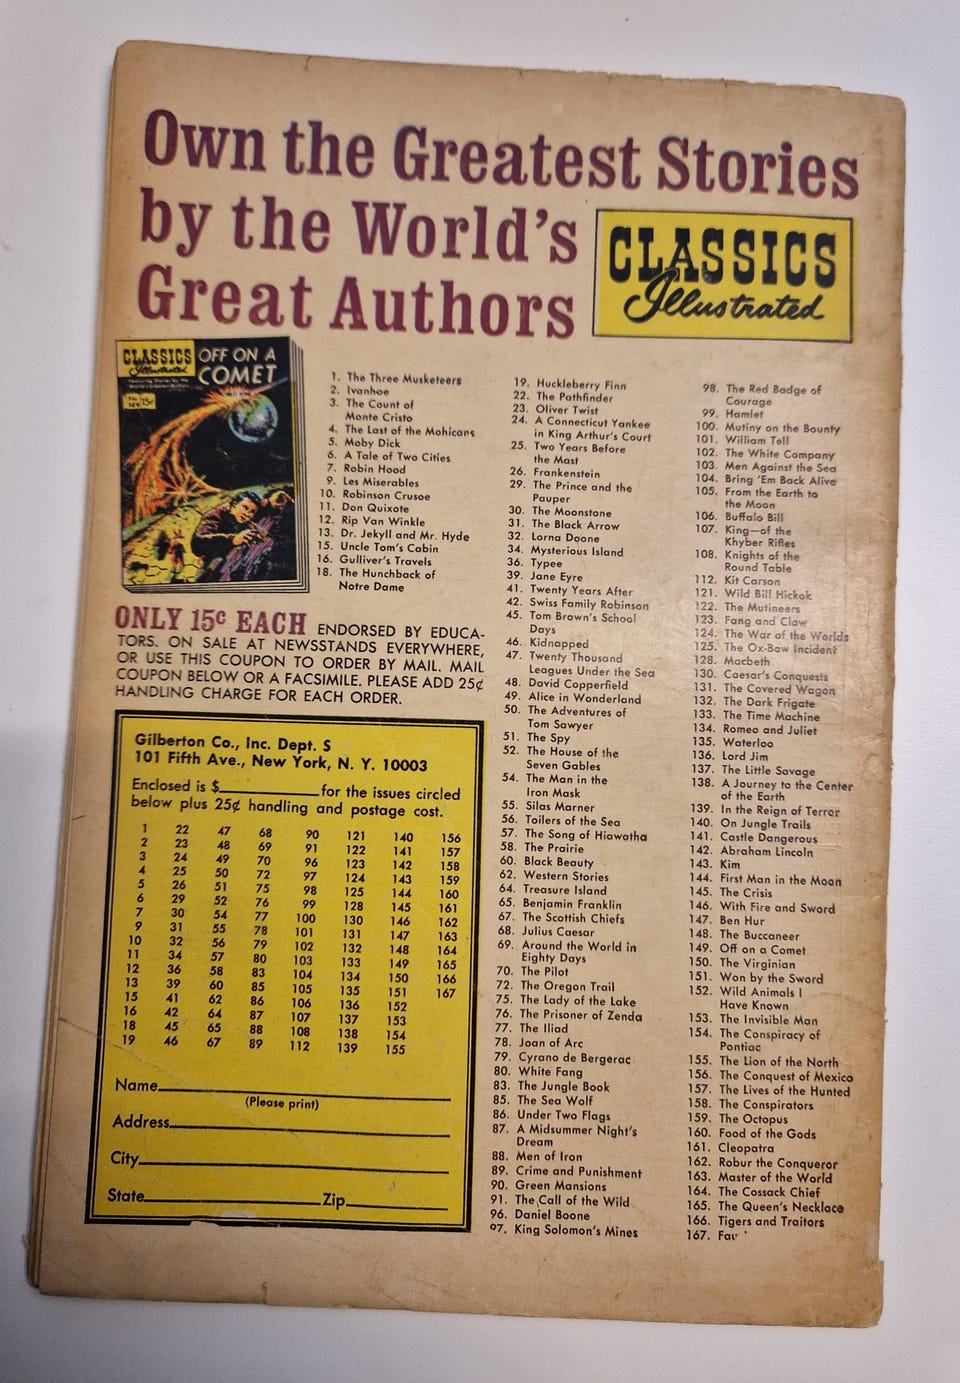 Own the Greatest Stories
by the World's
Great Authors
CLASSICS
Illustrated
CLASSICS
Illustrated
OFF ON A
COMET
15¢
1. The Three Musketeers
2. Ivanhoe
3. The Count of
Monte Cristo
4. The Last of the Mohicans
5. Moby Dick
6. A Tale of Two Cities
7. Robin Hood
9. Les Miserables
10. Robinson Crusoe
11. Don Quixote
12. Rip Van Winkle
13. Dr. Jekyll and Mr. Hyde
15. Uncle Tom's Cabin
16. Gulliver's Travels
18. The Hunchback of
Notre Dame
ONLY 15¢ EACH ENDORSED BY EDUCA-
TORS. ON SALE AT NEWSSTANDS EVERYWHERE,
OR USE THIS COUPON TO ORDER BY MAIL. MAIL
COUPON BELOW OR A FACSIMILE. PLEASE ADD 25¢
HANDLING CHARGE FOR EACH ORDER.
Gilberton Co., Inc. Dept. S
101 Fifth Ave., New York, N. Y. 10003
Enclosed is $ for the issues circled
below plus 25¢ handling and postage cost.
1 22 47 68 90 121 140 156
2 23 48 69 91 122 141 157
3 24 49 70 96 123 142 158
4 25 50 72 97 124 143 159
5 26 51 75 98 125 144 160
6 29 52 76 99 128 145 161
7 30 54 77 100 130 146 162
9 31 55 78 101 131 147 163
10 32 56 79 102 132 148 164
11 34 57 80 103 133 149 165
12 36 58 83 104 134 150 166
13 39 60 85 105 135 151 167
15 41 62 86 106 136 152
16 42 64 87 107 137 153
18 45 65 88 108 138 154
19 46 67 89 112 139 155
Name
(Please print)
Address
City
State Zip
19. Huckleberry Finn
22. The Pathfinder
23. Oliver Twist
24. A Connecticut Yankee
in King Arthur's Court
25. Two Years Before
the Mast
26. Frankenstein
29. The Prince and the
Pauper
30. The Moonstone
31. The Black Arrow
32. Lorna Doone
34. Mysterious Island
36. Typee
39. Jane Eyre
41. Twenty Years After
42. Swiss Family Robinson
45. Tom Brown's School
Days
46. Kidnapped
47. Twenty Thousand
Leagues Under the Sea
48. David Copperfield
49. Alice in Wonderland
50. The Adventures of
Tom Sawyer
51. The Spy
52. The House of the
Seven Gables
54. The Man in the
Iron Mask
55. Silas Marner
56. Toilers of the Sea
57. The Song of Hiawatha
58. The Prairie
60. Black Beauty
62. Western Stories
64. Treasure Island
65. Benjamin Franklin
67. The Scottish Chiefs
68. Julius Caesar
69. Around the World in
Eighty Days
70. The Pilot
72. The Oregon Trail
75. The Lady of the Lake
76. The Prisoner of Zenda
77. The Iliad
78. Joan of Arc
79. Cyrano de Bergerac
80. White Fang
83. The Jungle Book
85. The Sea Wolf
86. Under Two Flags
87. A Midsummer Night's
Dream
88. Men of Iron
89. Crime and Punishment
90. Green Mansions
91. The Call of the Wild
96. Daniel Boone
97. King Solomon's Mines
98. The Red Badge of
Courage
99. Hamlet
100. Mutiny on the Bounty
101. William Tell
102. The White Company
103. Men Against the Sea
104. Bring 'Em Back Alive
105. From the Earth to
the Moon
106. Buffalo Bill
107. King—of the
Khyber Rifles
108. Knights of the
Round Table
112. Kit Carson
121. Wild Bill Hickok
122. The Mutineers
123. Fang and Claw
124. The War of the Worlds
125. The Ox-Bow Incident
128. Macbeth
130. Caesar's Conquests
131. The Covered Wagon
132. The Dark Frigate
133. The Time Machine
134. Romeo and Juliet
135. Waterloo
136. Lord Jim
137. The Little Savage
138. A Journey to the Center
of the Earth
139. In the Reign of Terror
140. On Jungle Trails
141. Castle Dangerous
142. Abraham Lincoln
143. Kim
144. First Man in the Moon
145. The Crisis
146. With Fire and Sword
147. Ben Hur
148. The Buccaneer
149. Off on a Comet
150. The Virginian
151. Won by the Sword
152. Wild Animals I
Have Known
153. The Invisible Man
154. The Conspiracy of
Pontiac
155. The Lion of the North
156. The Conquest of Mexico
157. The Lives of the Hunted
158. The Conspirators
159. The Octopus
160. Food of the Gods
161. Cleopatra
162. Robur the Conqueror
163. Master of the World
164. The Cossack Chief
165. The Queen's Necklace
166. Tigers and Traitors
167.